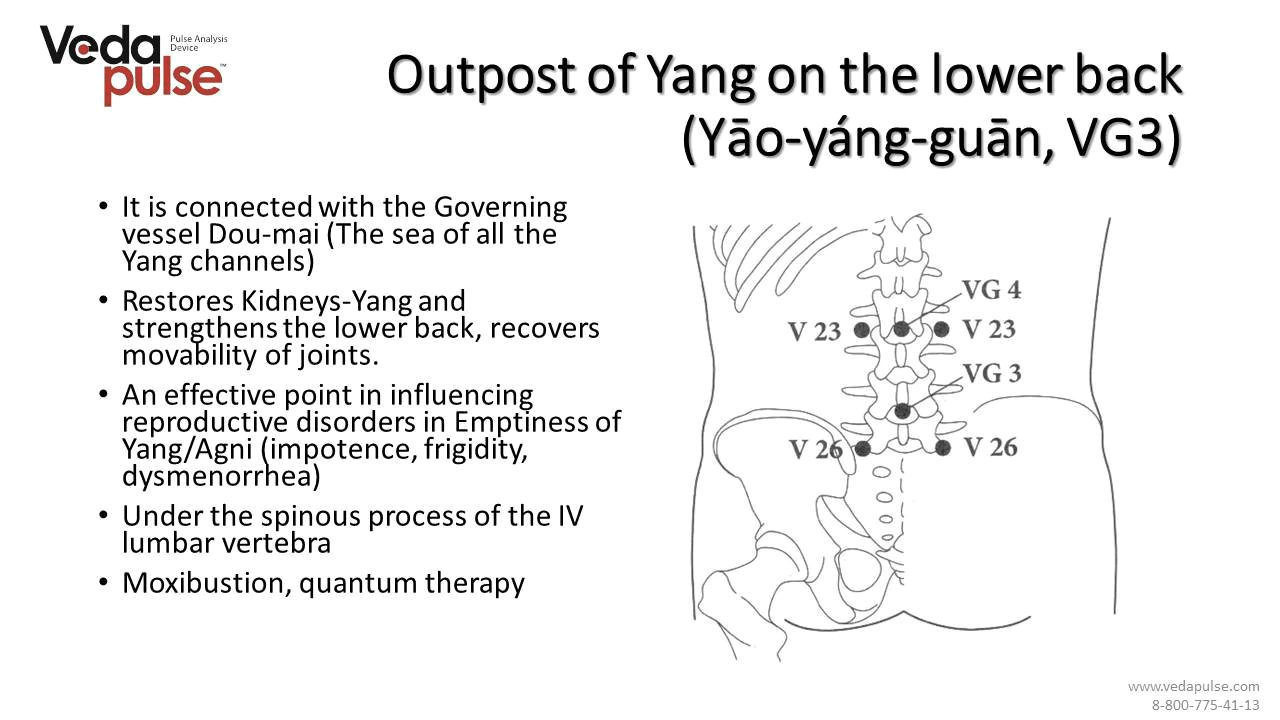 Veda
pulse™
Pulse Analysis
Device
Outpost of Yang on the lower back
(Yāo-yáng-guān, VG3)
• It is connected with the Governing
vessel Dou-mai (The sea of all the
Yang channels)
• Restores Kidneys-Yang and
strengthens the lower back, recovers
movability of joints.
• An effective point in influencing
reproductive disorders in Emptiness of
Yang/Agni (impotence, frigidity,
dysmenorrhea)
• Under the spinous process of the IV
lumbar vertebra
• Moxibustion, quantum therapy
VG 4
V 23
V 23
VG 3
V 26
V 26
www.vedapulse.com
8-800-775-41-13